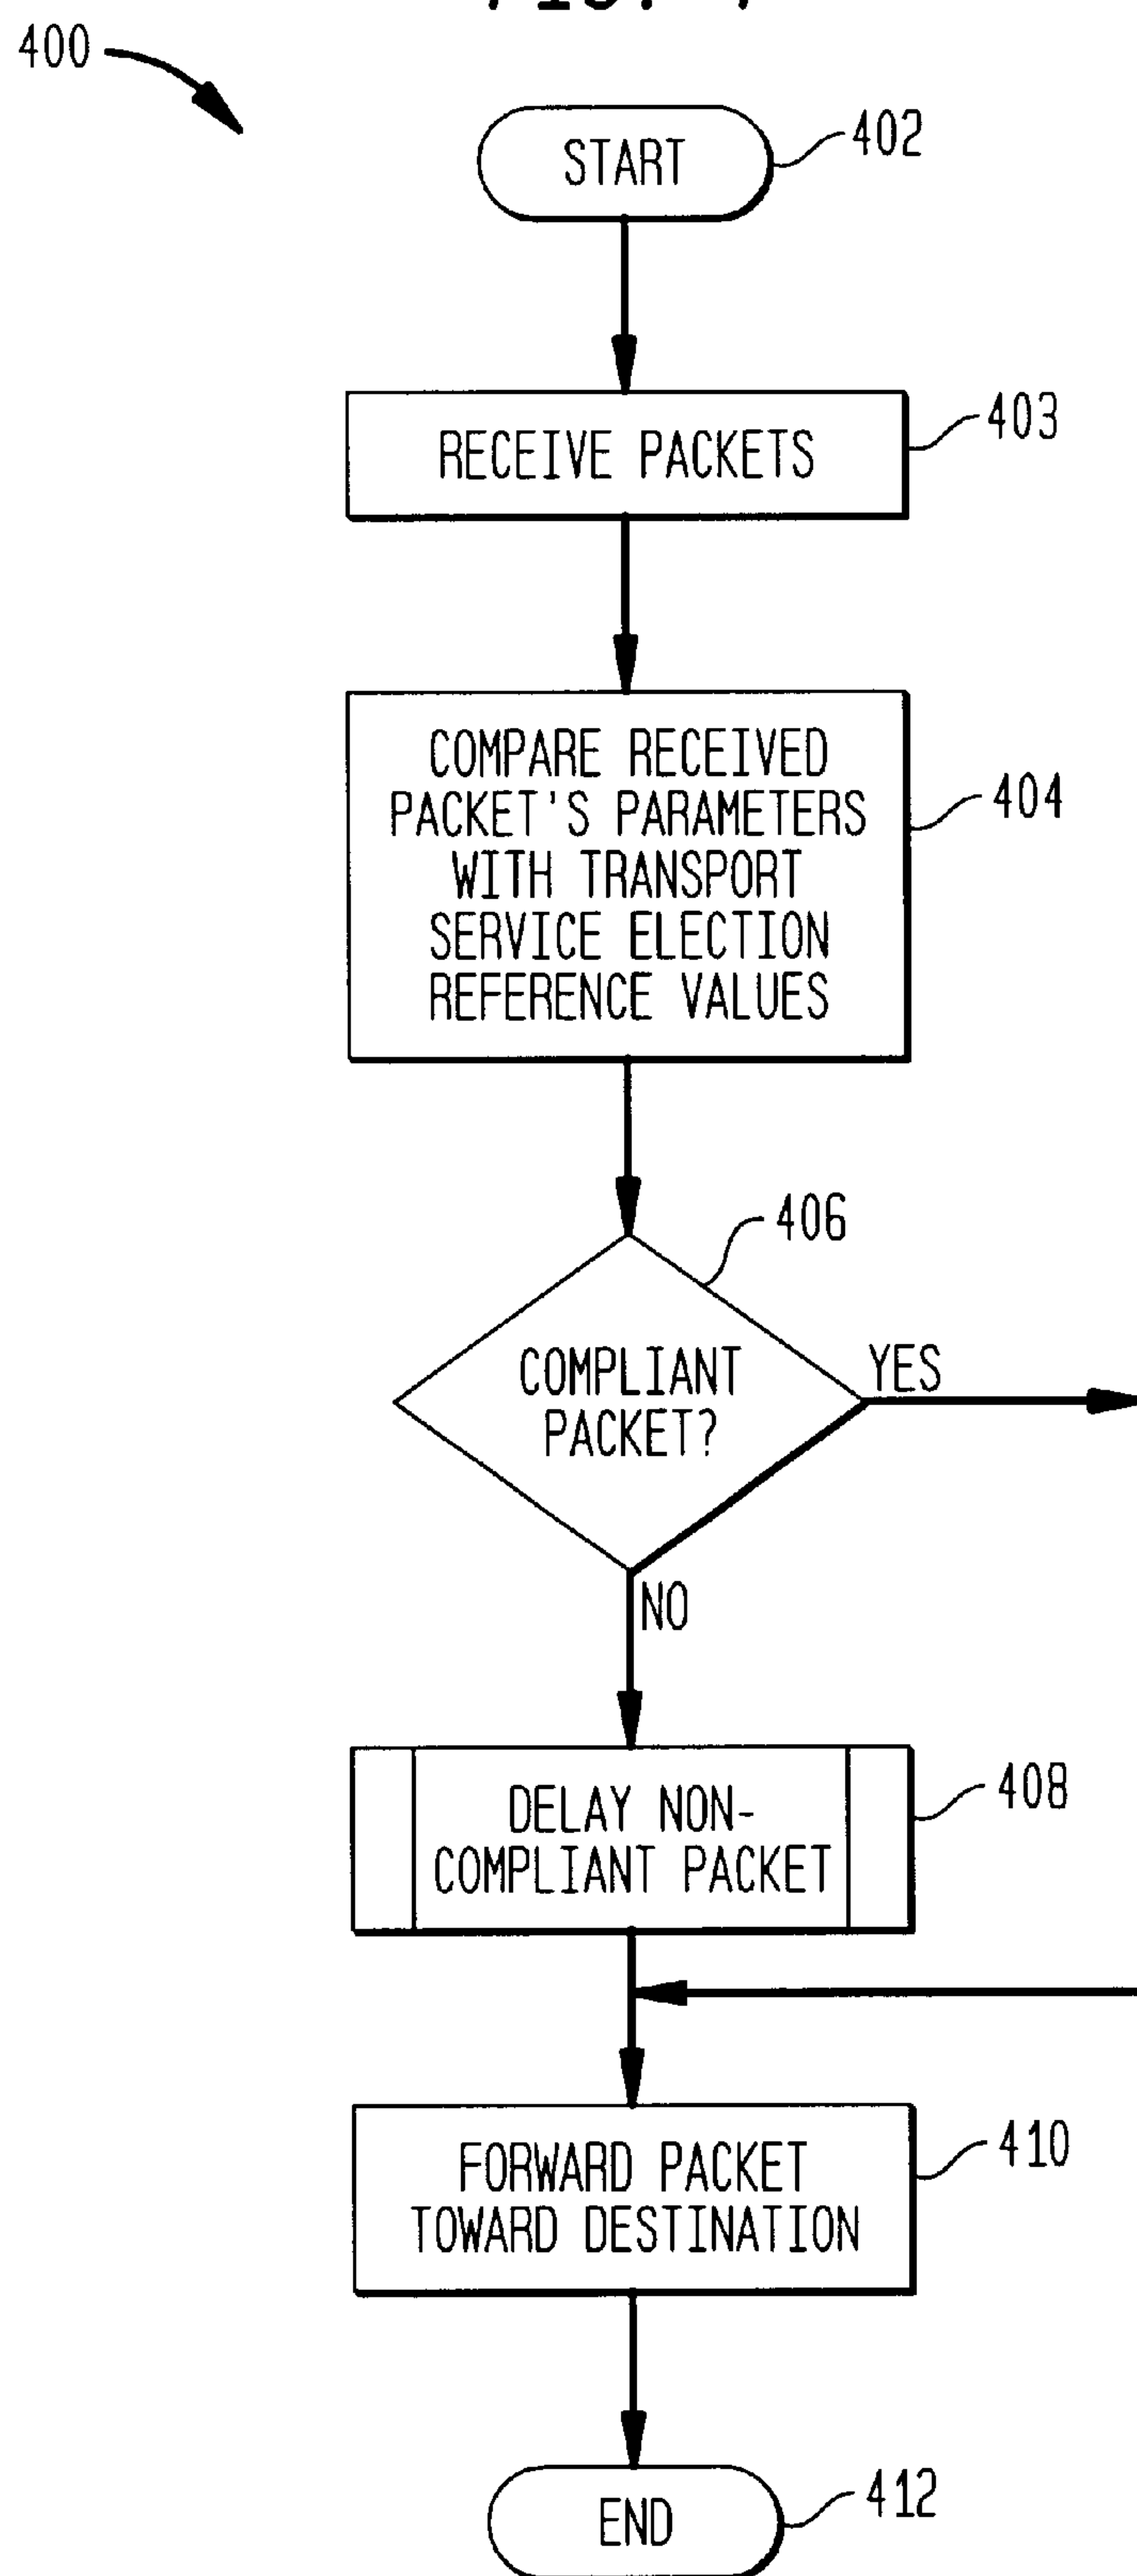 400
START
402
RECEIVE PACKETS
403
COMPARE RECEIVED
PACKET'S PARAMETERS
WITH TRANSPORT
SERVICE ELECTION
REFERENCE VALUES
404
406
COMPLIANT
PACKET?
YES
NO
DELAY NON-
COMPLIANT PACKET
408
FORWARD PACKET
TOWARD DESTINATION
410
END
412